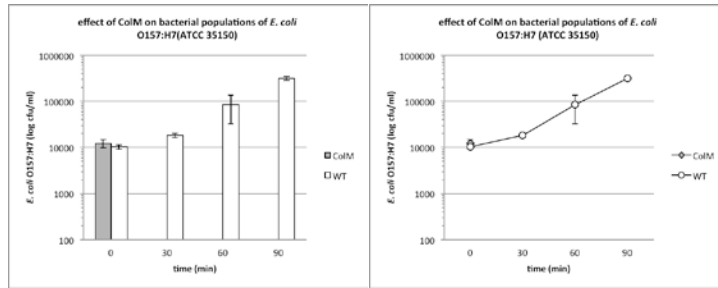 effect of ColM on bacterial populations of E. coli
O157:H7(ATCC 35150)
E. coli O157:H7 (log cfu/ml)
1000000
100000
10000
1000
100
0
30
60
90
time (min)
ColM
WT
effect of ColM on bacterial populations of E. coli
O157:H7 (ATCC 35150)
E. coli O157:H7 (log cfu/ml)
1000000
100000
10000
1000
100
0
30
60
90
time (min)
ColM
WT